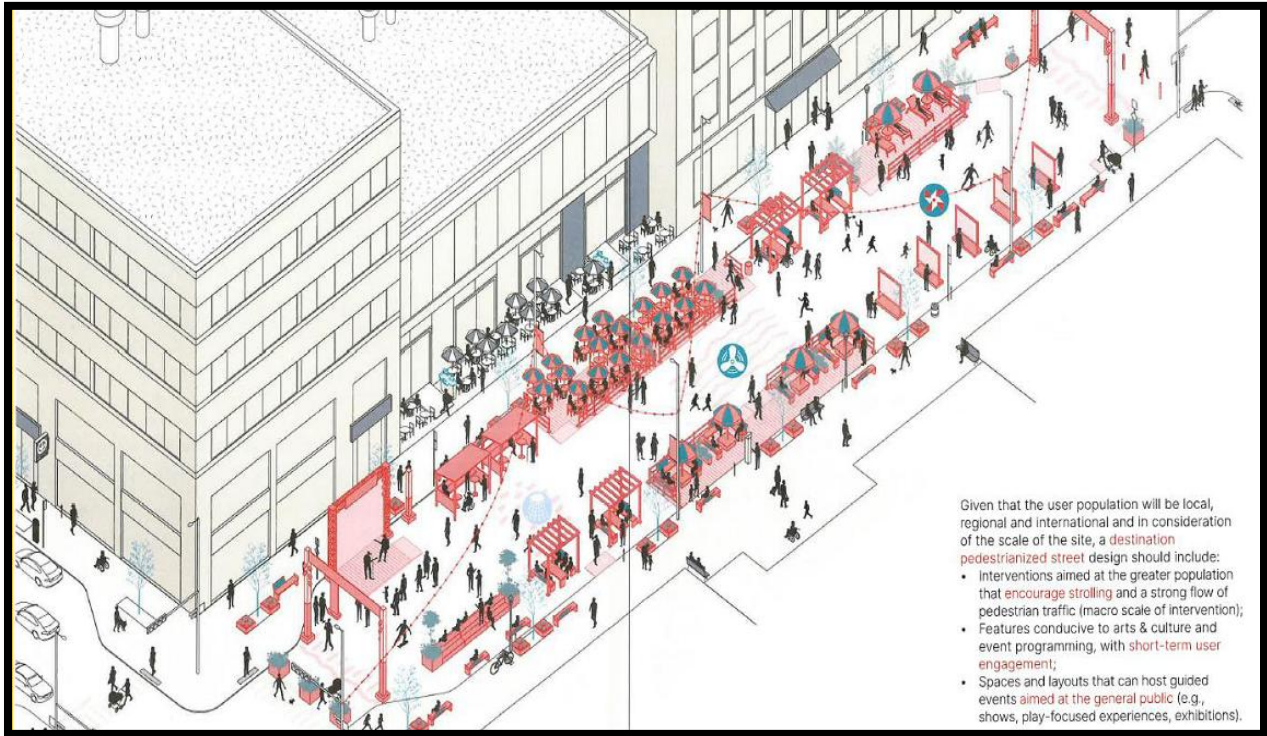 Given that the user population will be local,
regional and international and in consideration
of the scale of the site, a destination
pedestrianized street design should include:
• Interventions aimed at the greater population
that encourage strolling and a strong flow of
pedestrian traffic (macro scale of intervention);
• Features conducive to arts & culture and
event programming, with short-term user
engagement;
• Spaces and layouts that can host guided
events aimed at the general public (e.g.,
shows, play-focused experiences, exhibitions).